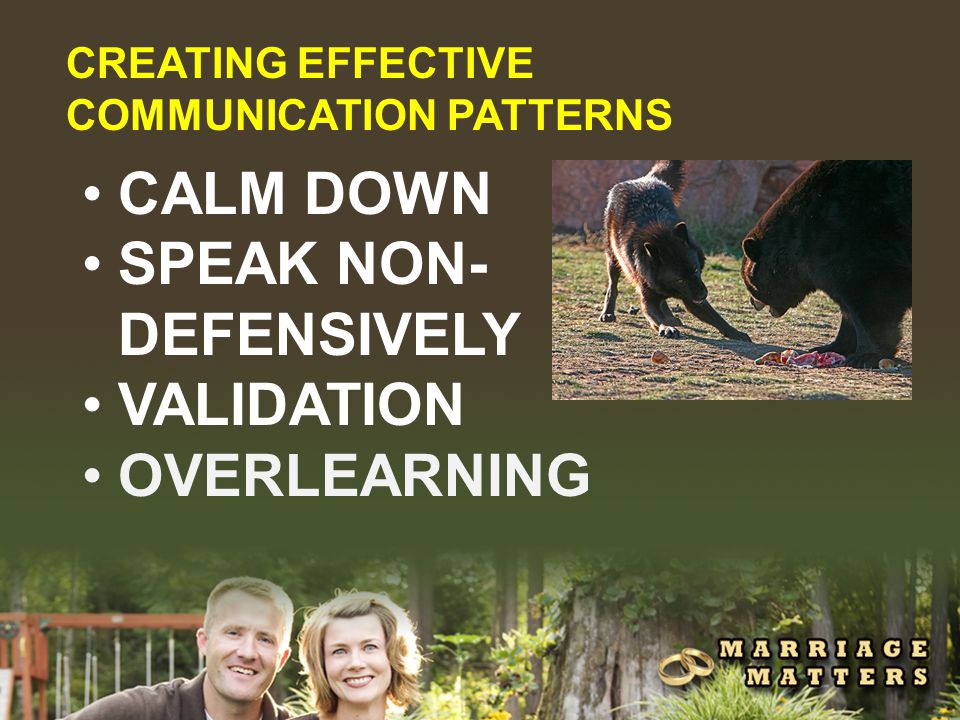 CREATING EFFECTIVE
COMMUNICATION PATTERNS
• CALM DOWN
• SPEAK NON-
DEFENSIVELY
• VALIDATION
• OVERLEARNING
MARRIAGE
MATTERS